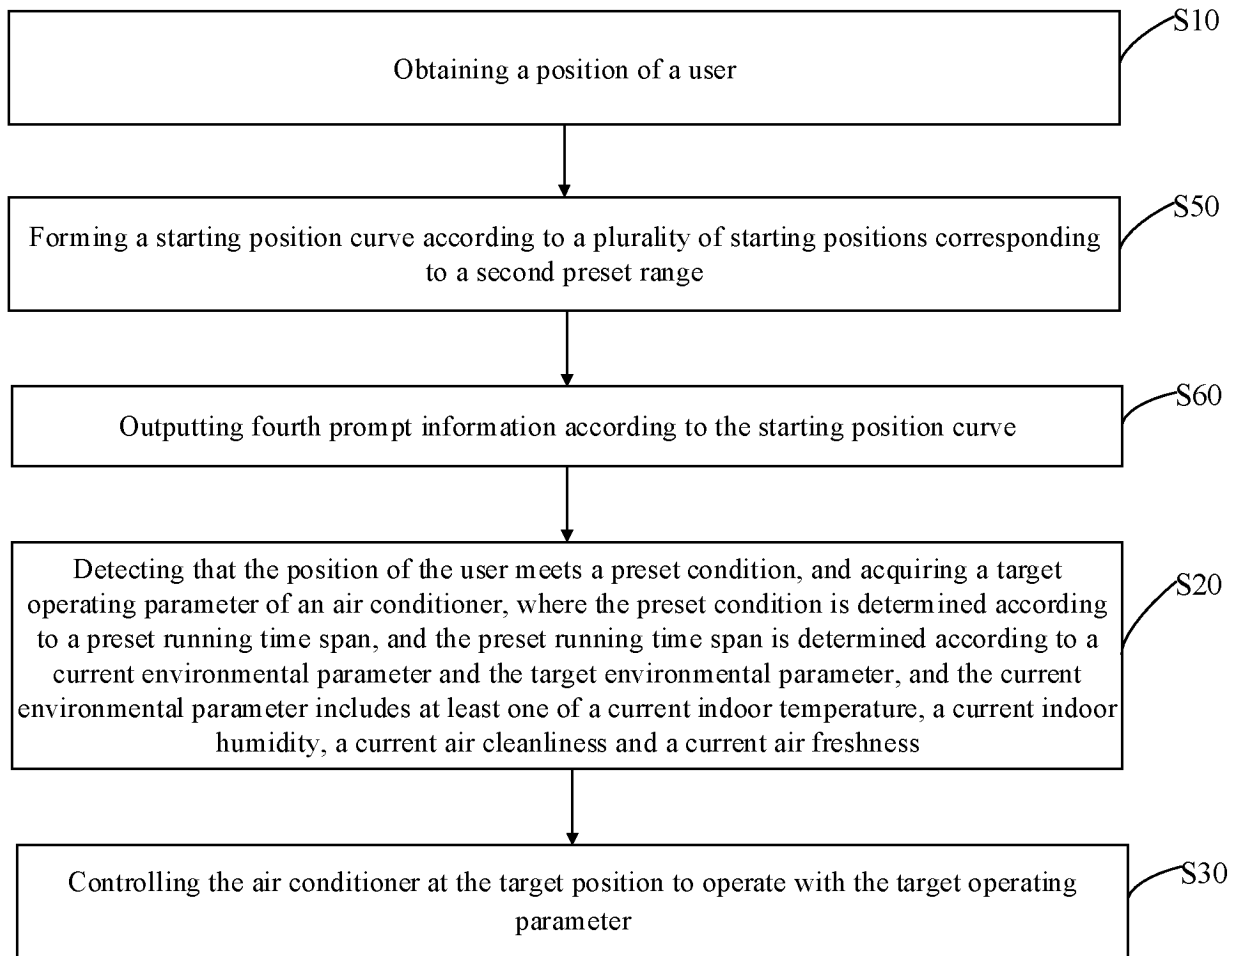 S10
Obtaining a position of a user
S50
Forming a starting position curve according to a plurality of starting positions corresponding
to a second preset range
S60
Outputting fourth prompt information according to the starting position curve
S20
Detecting that the position of the user meets a preset condition, and acquiring a target
operating parameter of an air conditioner, where the preset condition is determined according
to a preset running time span, and the preset running time span is determined according to a
current environmental parameter and the target environmental parameter, and the current
environmental parameter includes at least one of a current indoor temperature, a current indoor
humidity, a current air cleanliness and a current air freshness
S30
Controlling the air conditioner at the target position to operate with the target operating
parameter